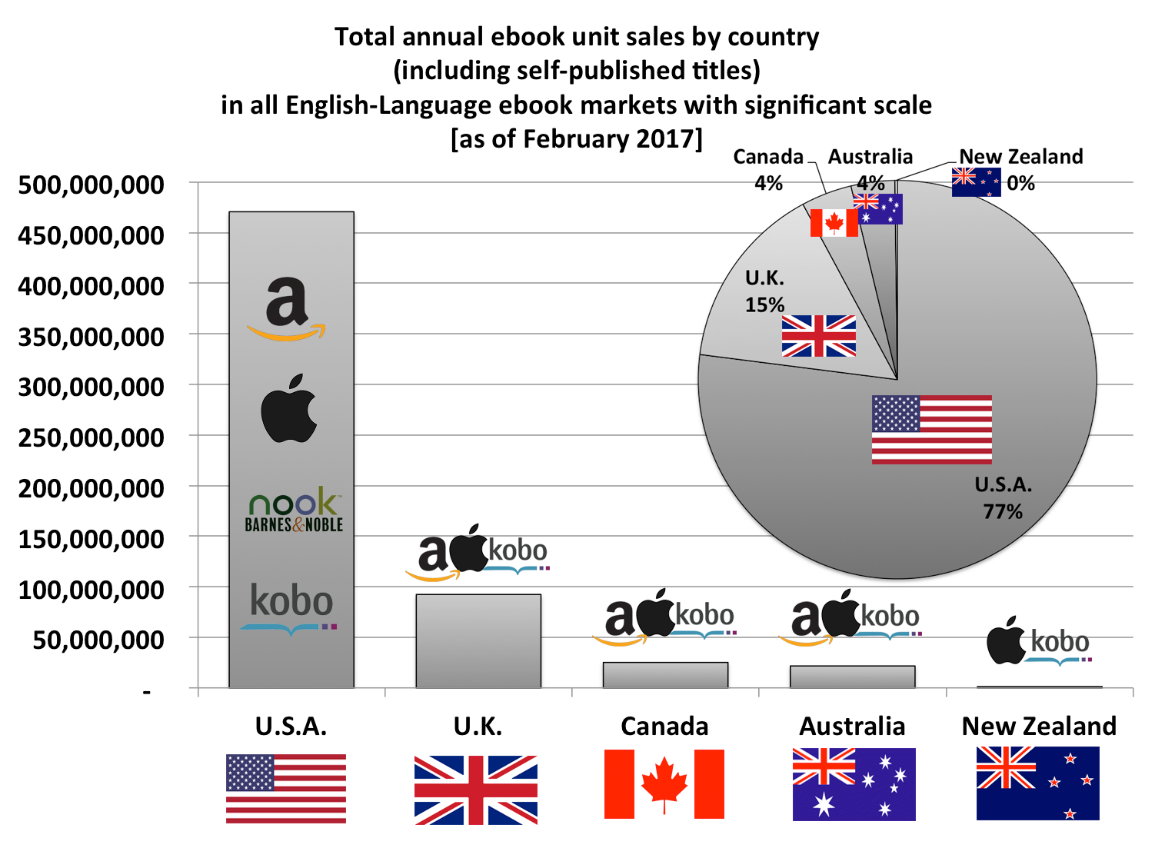 Total annual ebook unit sales by country
(including self-published titles)
in all English-Language ebook markets with significant scale
[as of February 2017]
Canada
4%
Australia
4%
New Zealand
0%
U.K.
15%
U.S.A.
77%
500,000,000
450,000,000
400,000,000
350,000,000
300,000,000
250,000,000
200,000,000
150,000,000
100,000,000
50,000,000
-
a
nook™
BARNES&NOBLE
kobo
a kobo
a kobo
a kobo
kobo
U.S.A.
U.K.
Canada
Australia
New Zealand